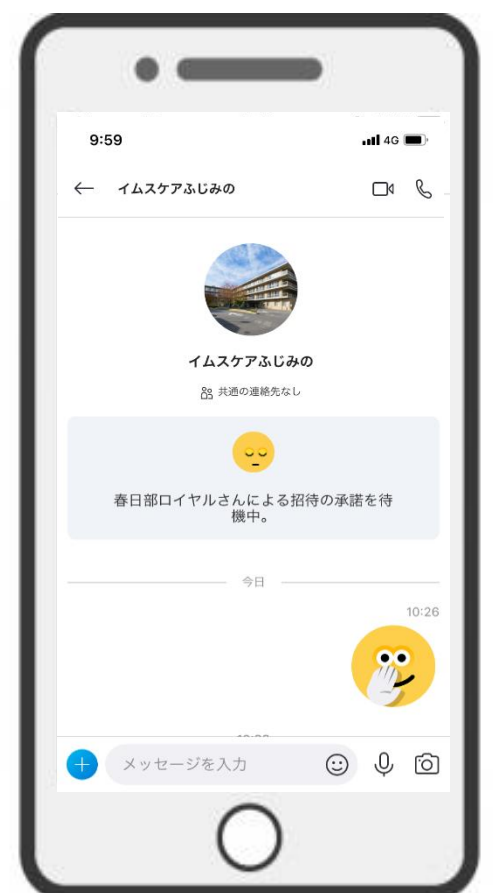 9:59
4G
イムスケアふじみの
イムスケアふじみの
共通の連絡先なし
春日部ロイヤルさんによる招待の承諾を待
機中。
今日
10:26
メッセージを入力